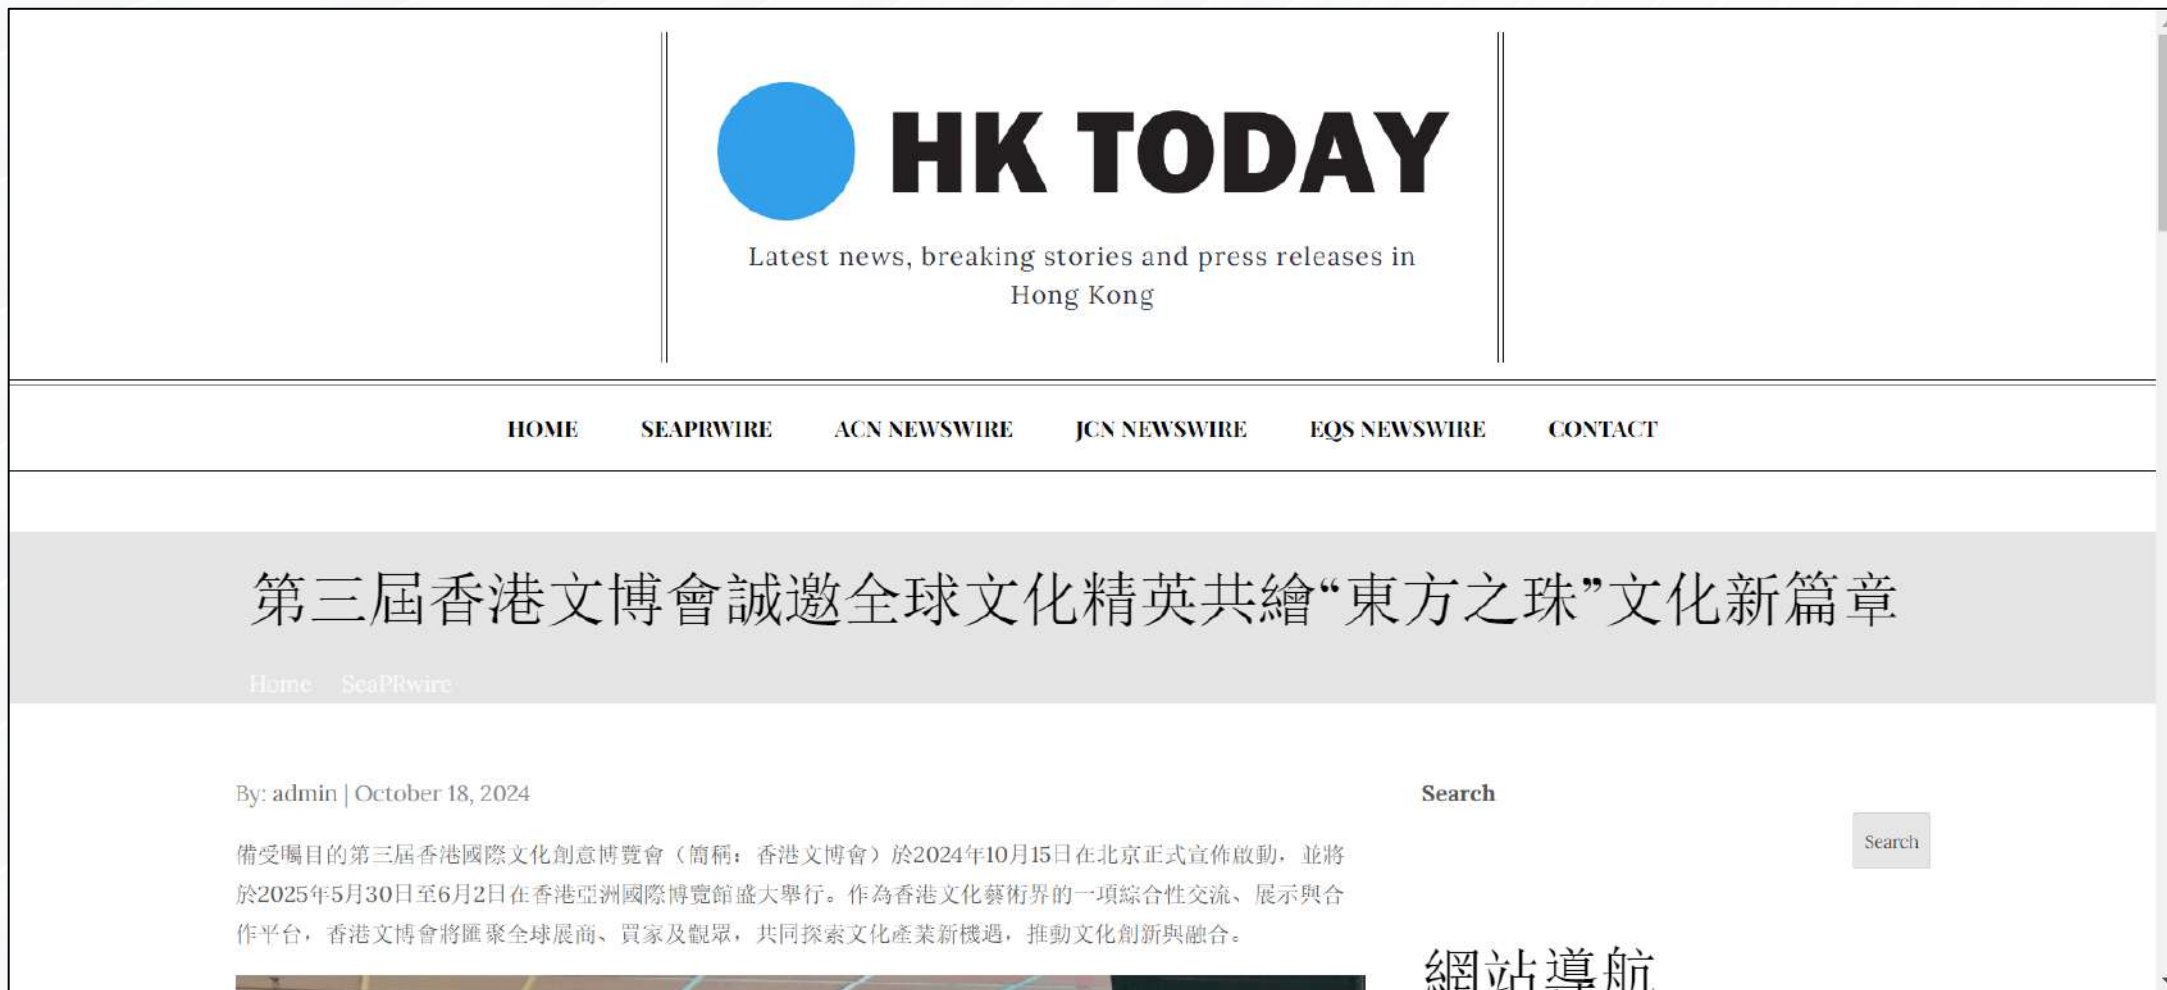 HK TODAY
Latest news, breaking stories and press releases in
Hong Kong
HOME SEAPRWIRE ACN NEWSWIRE JCN NEWSWIRE EQS NEWSWIRE CONTACT
第三屆香港文博會誠邀全球文化精英共繪“東方之珠”文化新篇章
Home SeaPRwire
By: admin | October 18, 2024
備受矚目的第三屆香港國際文化創意博覽會（簡稱：香港文博會）於2024年10月15日在北京正式宣佈啟動，並將
於2025年5月30日至6月2日在香港亞洲國際博覽館盛大舉行。作為香港文化藝術界的一項綜合性交流、展示與合
作平台，香港文博會將匯聚全球展商、買家及觀眾，共同探索文化產業新機遇，推動文化創新與融合。
Search
Search
網站導航